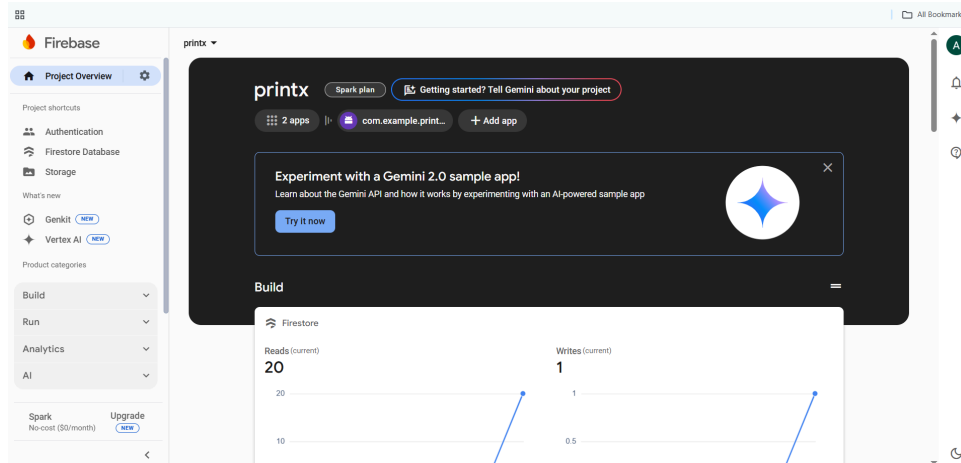 All Bookmark
Firebase
printx
A
Project Overview
Project shortcuts
Authentication
Firestore Database
Storage
What's new
Genkit NEW
Vertex AI NEW
Product categories
Build
Run
Analytics
AI
Spark
No-cost ($0/month)
Upgrade
NEW
printx
Spark plan
Getting started? Tell Gemini about your project
2 apps
com.example.print...
+ Add app
Experiment with a Gemini 2.0 sample app!
Learn about the Gemini API and how it works by experimenting with an AI-powered sample app
Try it now
Build
Firestore
Reads (current)
20
20
10
Writes (current)
1
1
0.5